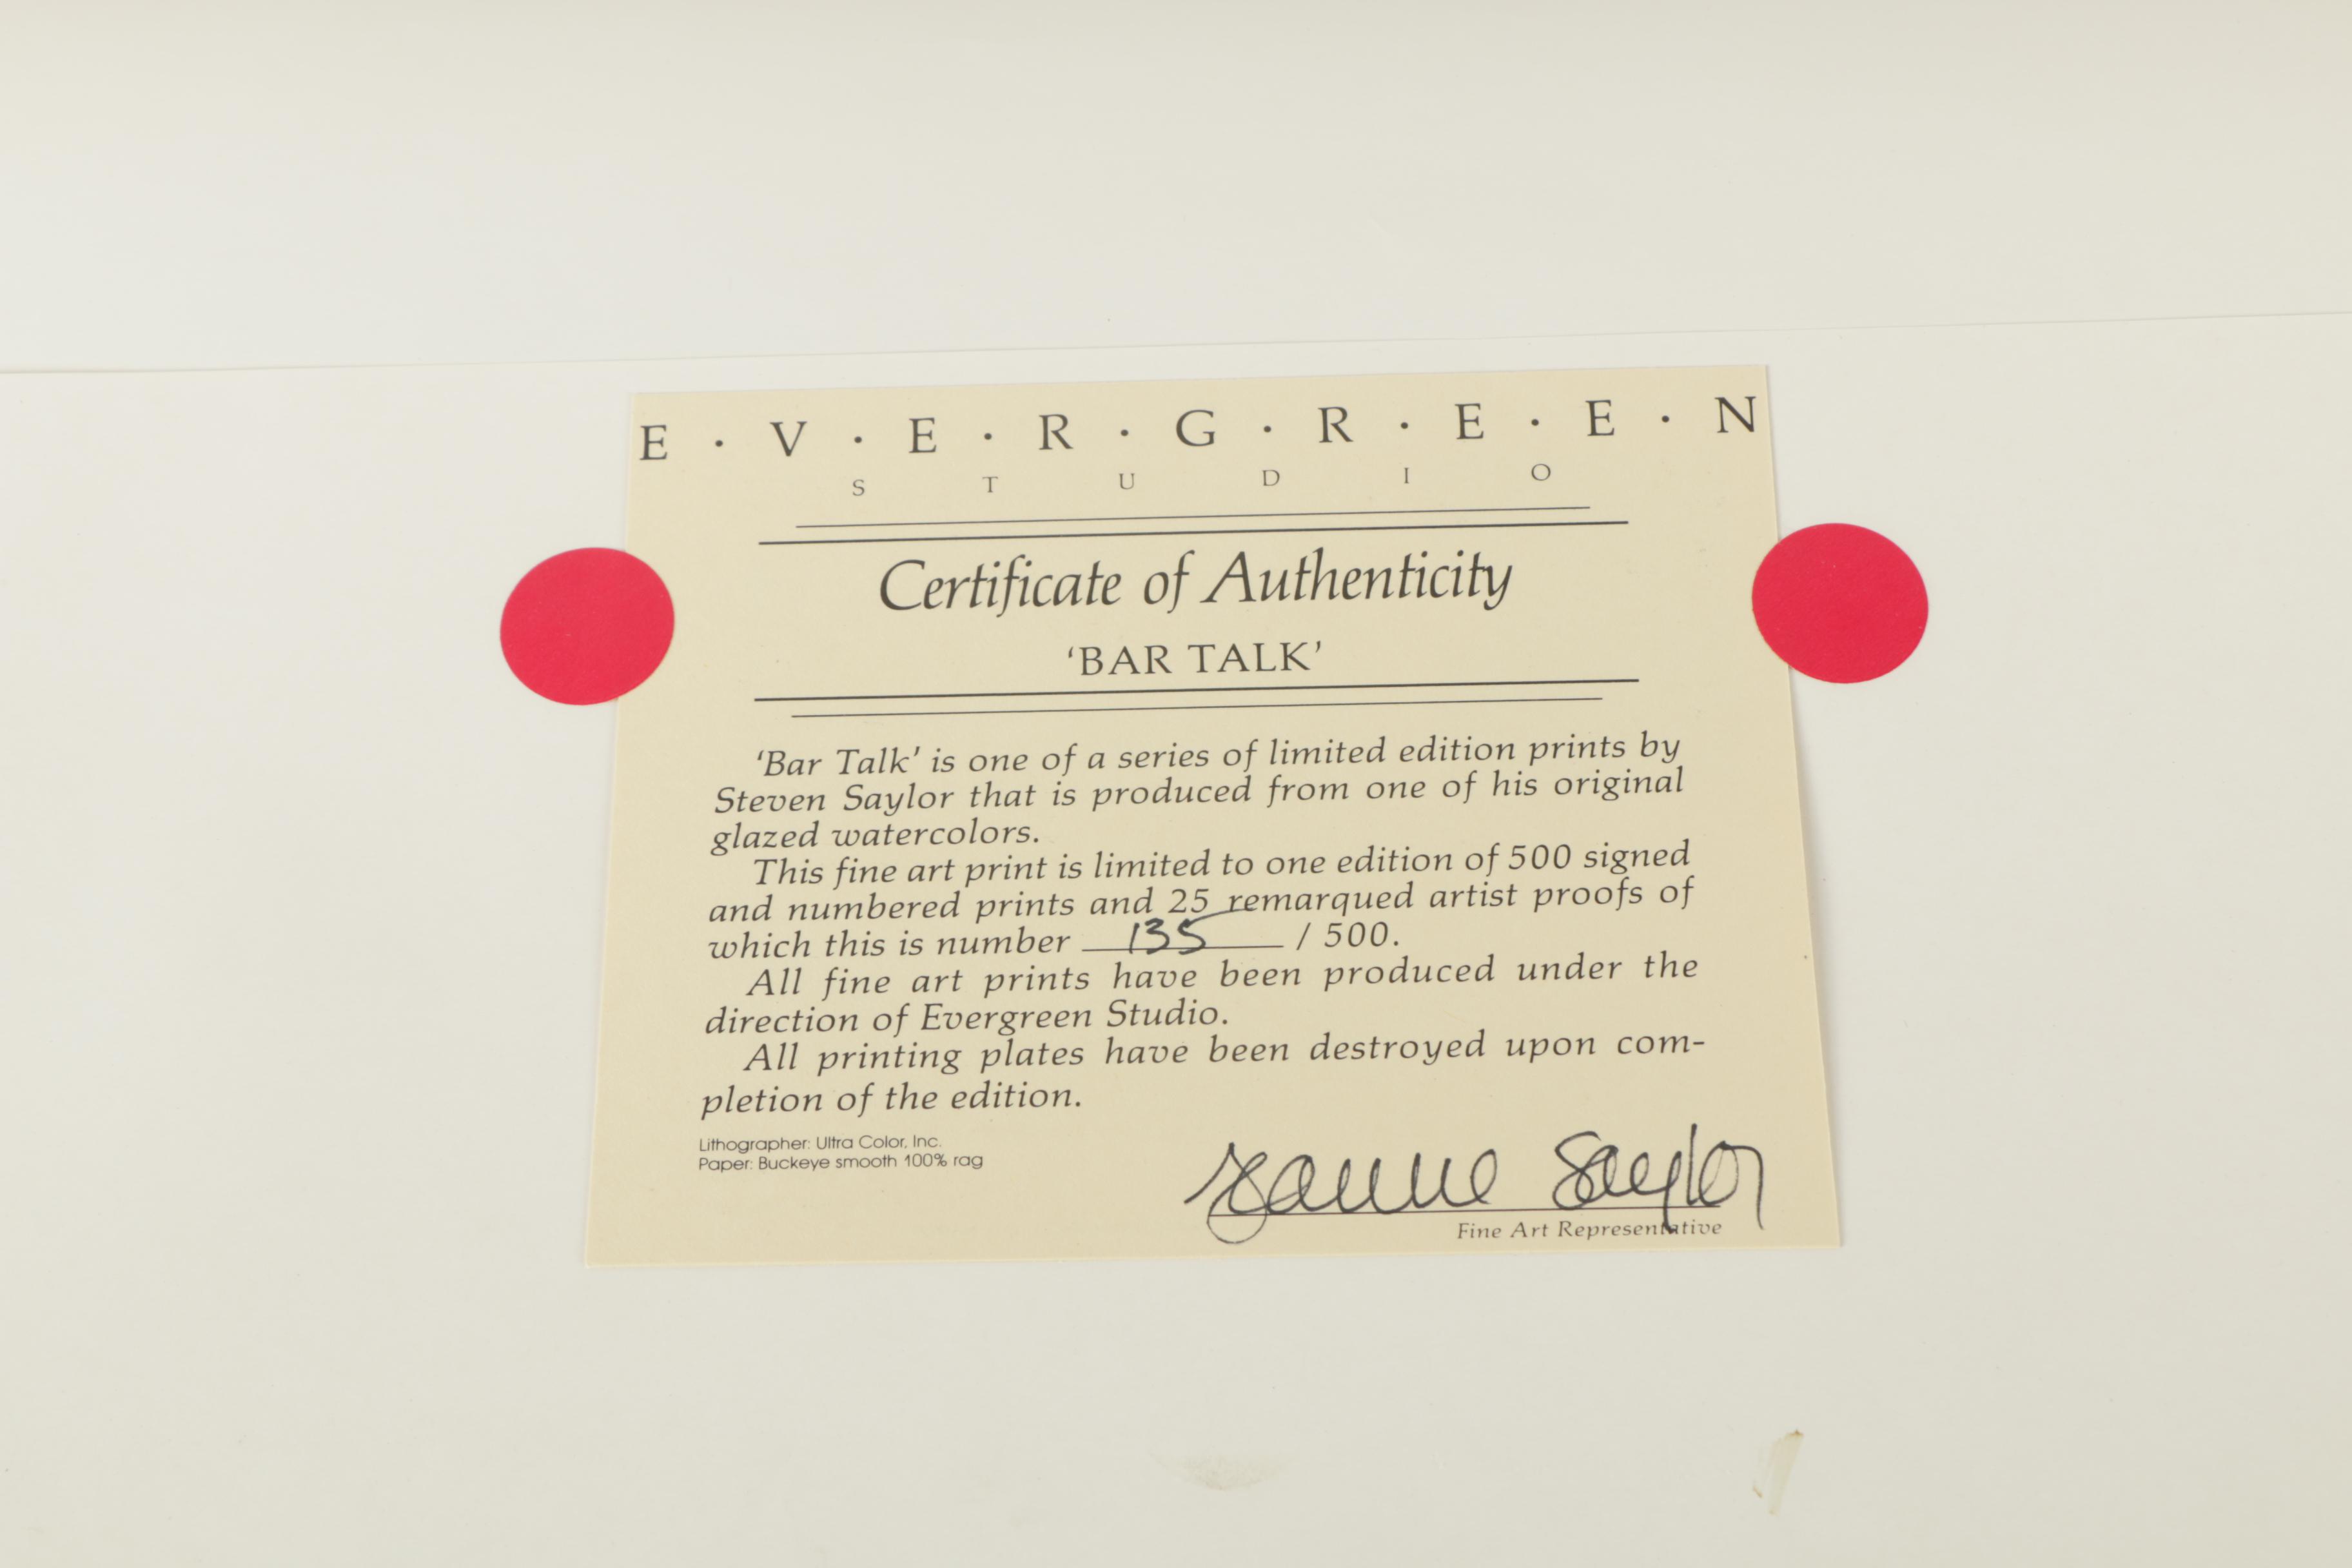 E · V · E · R · G · R · E · E · N
S T U D I O
Certificate of Authenticity
‘BAR TALK’
‘Bar Talk’ is one of a series of limited edition prints by
Steven Saylor that is produced from one of his original
glazed watercolors.
This fine art print is limited to one edition of 500 signed
and numbered prints and 25 remarqued artist proofs of
which this is number 135 / 500.
All fine art prints have been produced under the
direction of Evergreen Studio.
All printing plates have been destroyed upon com-
pletion of the edition.
Lithographer: Ultra Color, Inc.
Paper: Buckeye smooth 100% rag
Saylor
Fine Art Representative